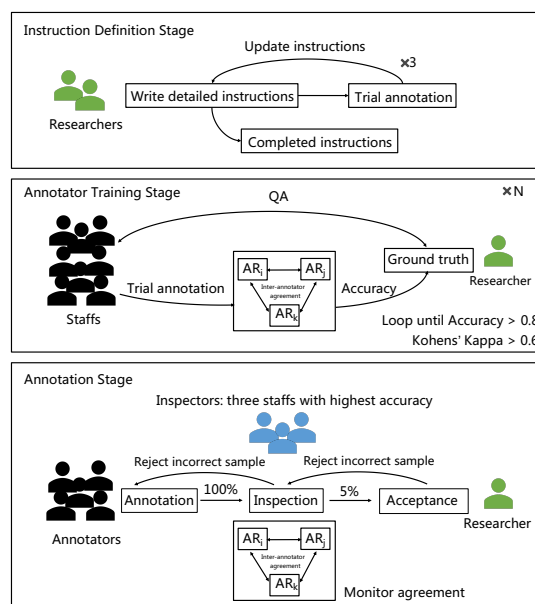 Instruction Definition Stage
Update instructions
×3
Write detailed instructions
Trial annotation
Researchers
Completed instructions
Annotator Training Stage
×N
QA
ARi
ARj
Inter-annotator
agreement
ARk
Ground truth
Trial annotation
Accuracy
Researcher
Staffs
Loop until Accuracy > 0.8
Kohens' Kappa > 0.6
Annotation Stage
Inspectors: three staffs with highest accuracy
Reject incorrect sample
Reject incorrect sample
Annotation
100%
Inspection
5%
Acceptance
Annotators
Researcher
ARi
ARj
Inter-annotator
agreement
ARk
Monitor agreement